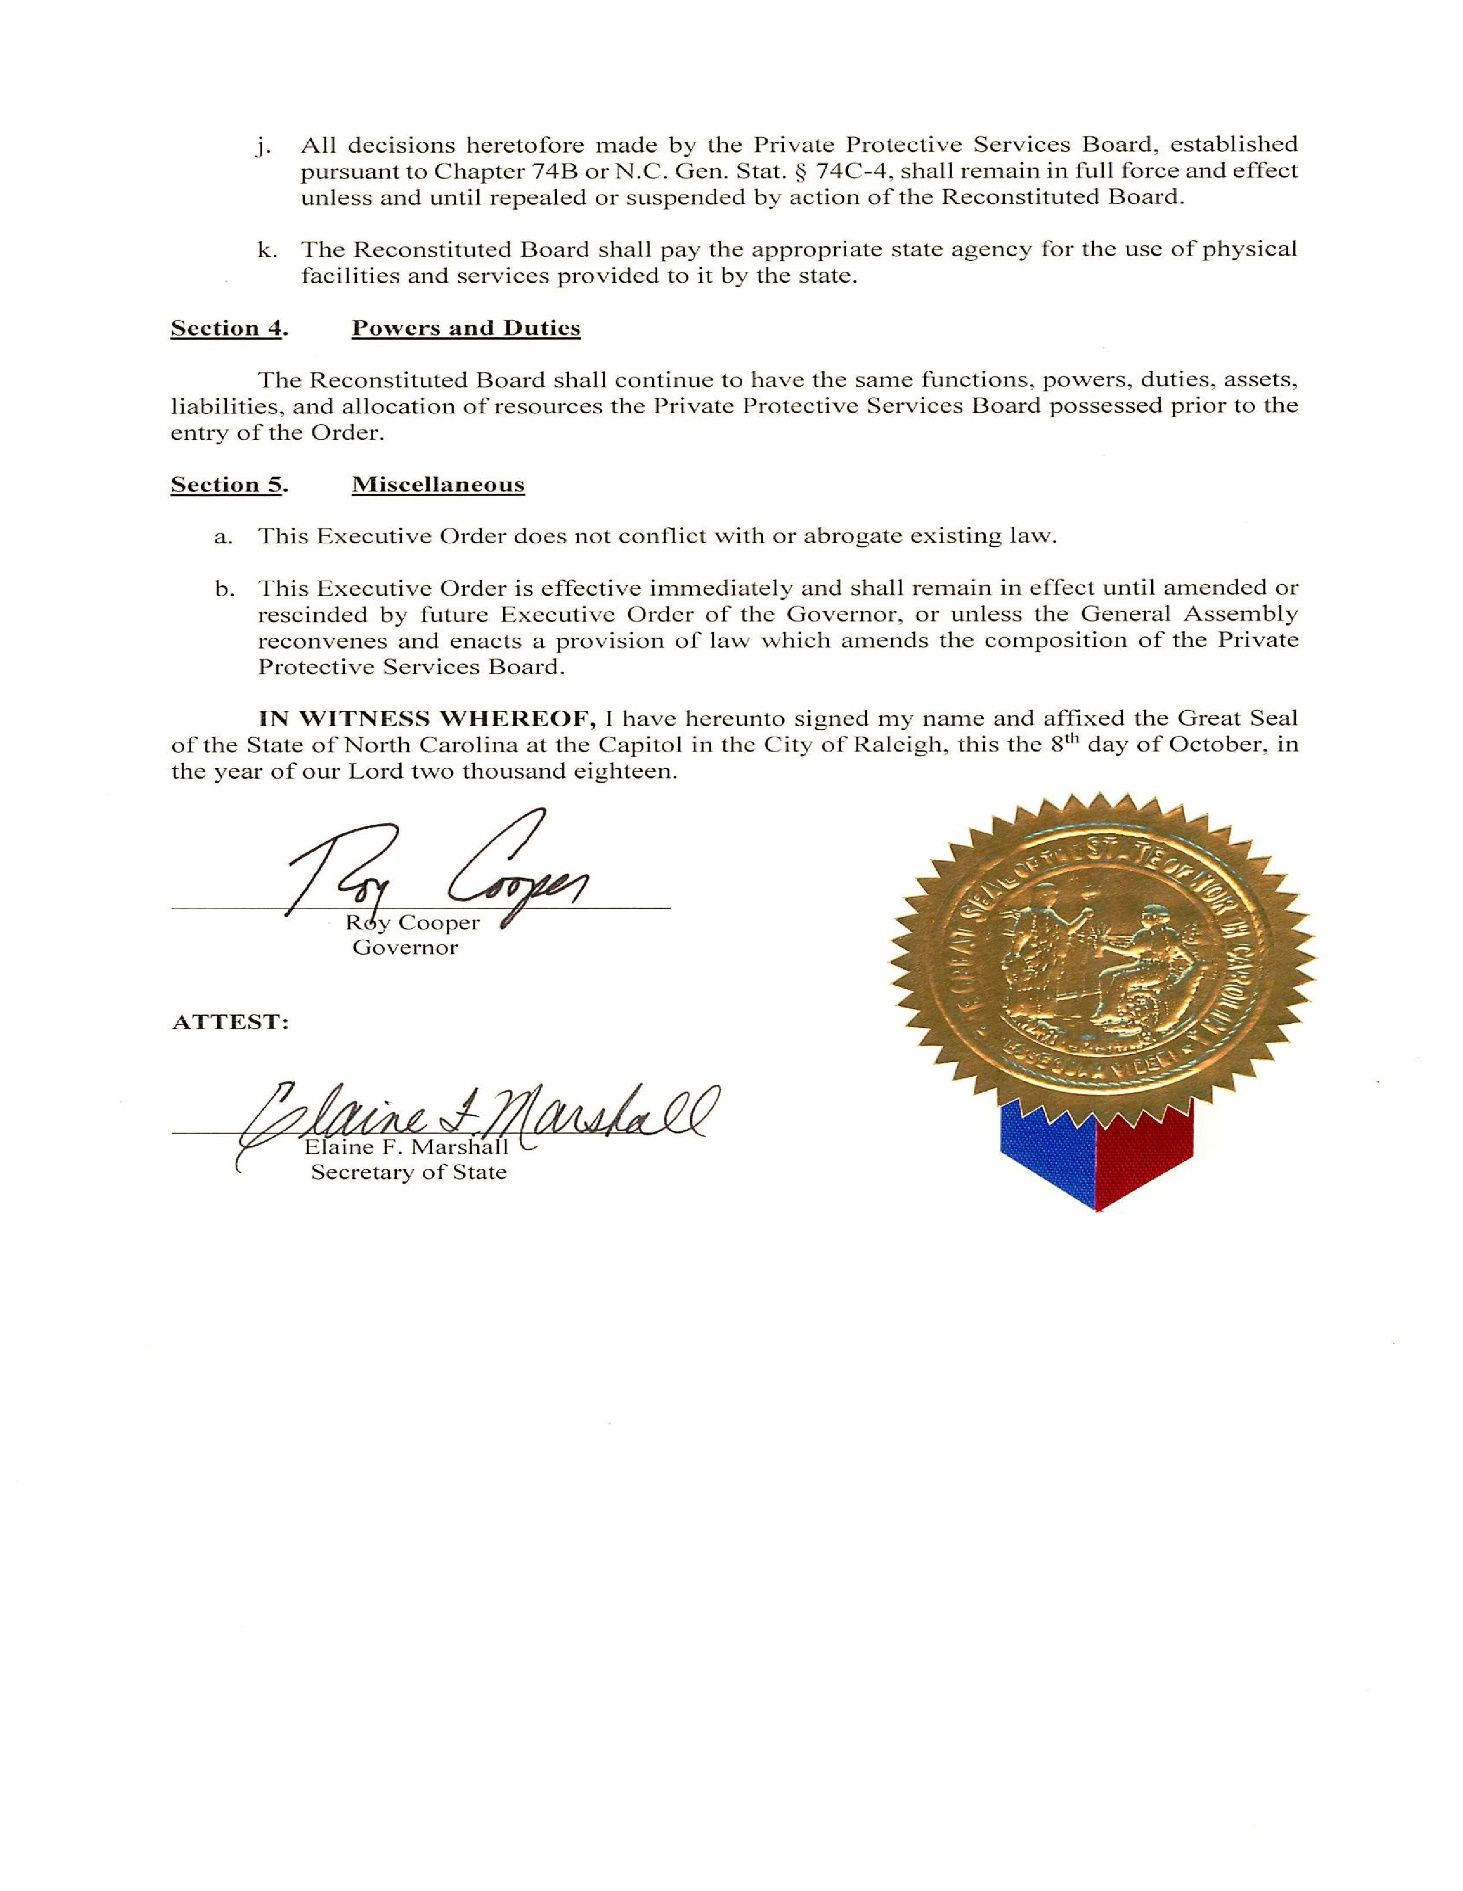 j. All decisions heretofore made by the Private Protective Services Board, established
pursuant to Chapter 74B or N.C. Gen. Stat. § 74C-4, shall remain in full force and effect
unless and until repealed or suspended by action of the Reconstituted Board.
k. The Reconstituted Board shall pay the appropriate state agency for the use of physical
facilities and services provided to it by the state.
Section 4. Powers and Duties
The Reconstituted Board shall continue to have the same functions, powers, duties, assets,
liabilities, and allocation of resources the Private Protective Services Board possessed prior to the
entry of the Order.
Section 5. Miscellaneous
a. This Executive Order does not conflict with or abrogate existing law.
b. This Executive Order is effective immediately and shall remain in effect until amended or
rescinded by future Executive Order of the Governor, or unless the General Assembly
reconvenes and enacts a provision of law which amends the composition of the Private
Protective Services Board.
IN WITNESS WHEREOF, I have hereunto signed my name and affixed the Great Seal
of the State of North Carolina at the Capitol in the City of Raleigh, this the 8th day of October, in
the year of our Lord two thousand eighteen.
Roy Cooper
Roy Cooper
Governor
ATTEST:
Elaine F. Marshall
Elaine F. Marshall
Secretary of State
GREAT SEAL OF THE STATE OF NORTH CAROLINA